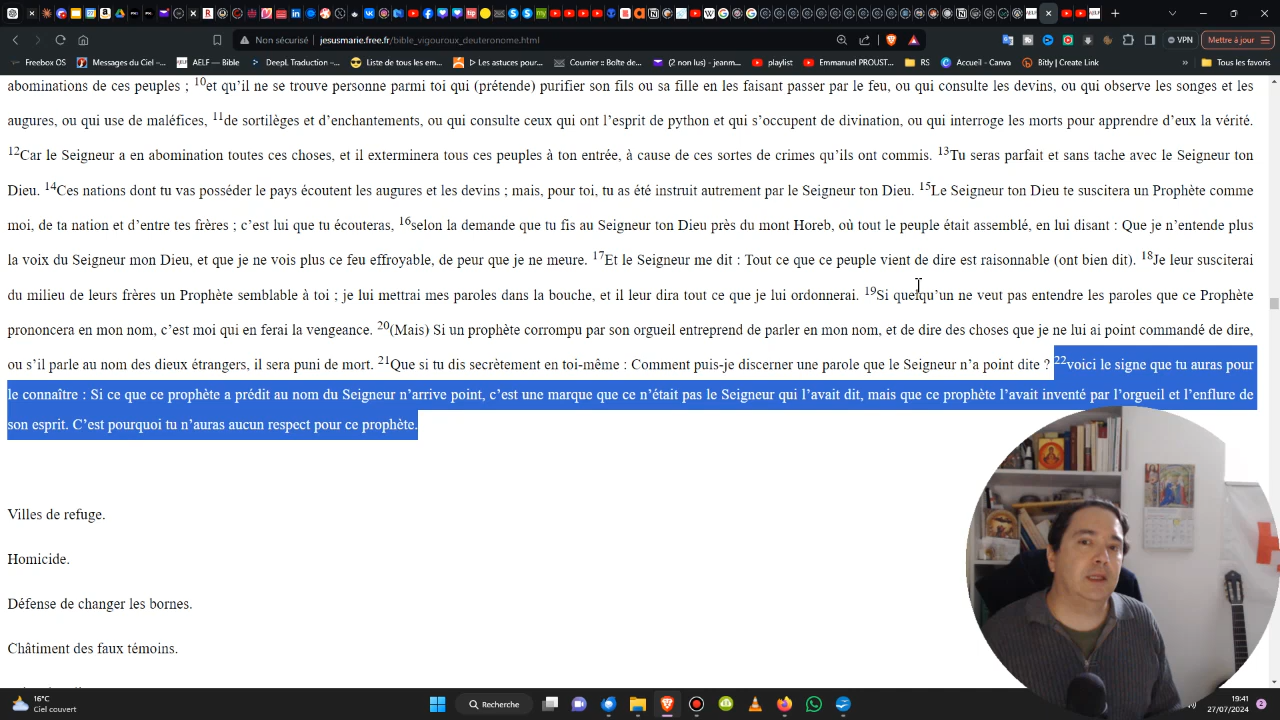 Non sécurisé jesusmarie.free.fr/bible_vigouroux_deuteronome.html VPN Mettre à jour
Freebox OS Messages du Ciel -... AELF — Bible DeepL Traduction –... Liste de tous les em... ▷ Les astuces pour... Courrier – Boîte... (2 non lus) – jeanm... playlist Emmanuel PROUST... RS Accueil - Canva Bitly | Create Link » Tous les favoris
abominations de ces peuples ; 10et qu’il ne se trouve personne parmi toi qui (prétende) purifier son fils ou sa fille en les faisant passer par le feu, ou qui consulte les devins, ou qui observe les songes et les
augures, ou qui use de maléfices, 11de sortilèges et d’enchantements, ou qui consulte ceux qui ont l’esprit de python et qui s’occupent de divination, ou qui interroge les morts pour apprendre d’eux la vérité.
12Car le Seigneur a en abomination toutes ces choses, et il exterminera tous ces peuples à ton entrée, à cause de ces sortes de crimes qu’ils ont commis. 13Tu seras parfait et sans tache avec le Seigneur ton
Dieu. 14Ces nations dont tu vas posséder le pays écoutent les augures et les devins ; mais, pour toi, tu as été instruit autrement par le Seigneur ton Dieu. 15Le Seigneur ton Dieu te suscitera un Prophète comme
moi, de ta nation et d’entre tes frères ; c’est lui que tu écouteras, 16selon la demande que tu fis au Seigneur ton Dieu près du mont Horeb, où tout le peuple était assemblé, en lui disant : Que je n’entende plus
la voix du Seigneur mon Dieu, et que je ne vois plus ce feu effroyable, de peur que je ne meure. 17Et le Seigneur me dit : Tout ce que ce peuple vient de dire est raisonnable (ont bien dit). 18Je leur susciterai
du milieu de leurs frères un Prophète semblable à toi ; je lui mettrai mes paroles dans la bouche, et il leur dira tout ce que je lui ordonnerai. 19Si quelqu’un ne veut pas entendre les paroles que ce Prophète
prononcera en mon nom, c’est moi qui en ferai la vengeance. 20(Mais) Si un prophète corrompu par son orgueil entreprend de parler en mon nom, et de dire des choses que je ne lui ai point commandé de dire,
ou s’il parle au nom des dieux étrangers, il sera puni de mort. 21Que si tu dis secrètement en toi-même : Comment puis-je discerner une parole que le Seigneur n’a point dite ? 22voici le signe que tu auras pour
le connaître : Si ce que ce prophète a prédit au nom du Seigneur n’arrive point, c’est une marque que ce n’était pas le Seigneur qui l’avait dit, mais que ce prophète l’avait inventé par l’orgueil et l’enflure de
son esprit. C’est pourquoi tu n’auras aucun respect pour ce prophète.
Villes de refuge.
Homicide.
Défense de changer les bornes.
Châtiment des faux témoins.
16°C
Ciel couvert
Recherche
19:41
27/07/2024